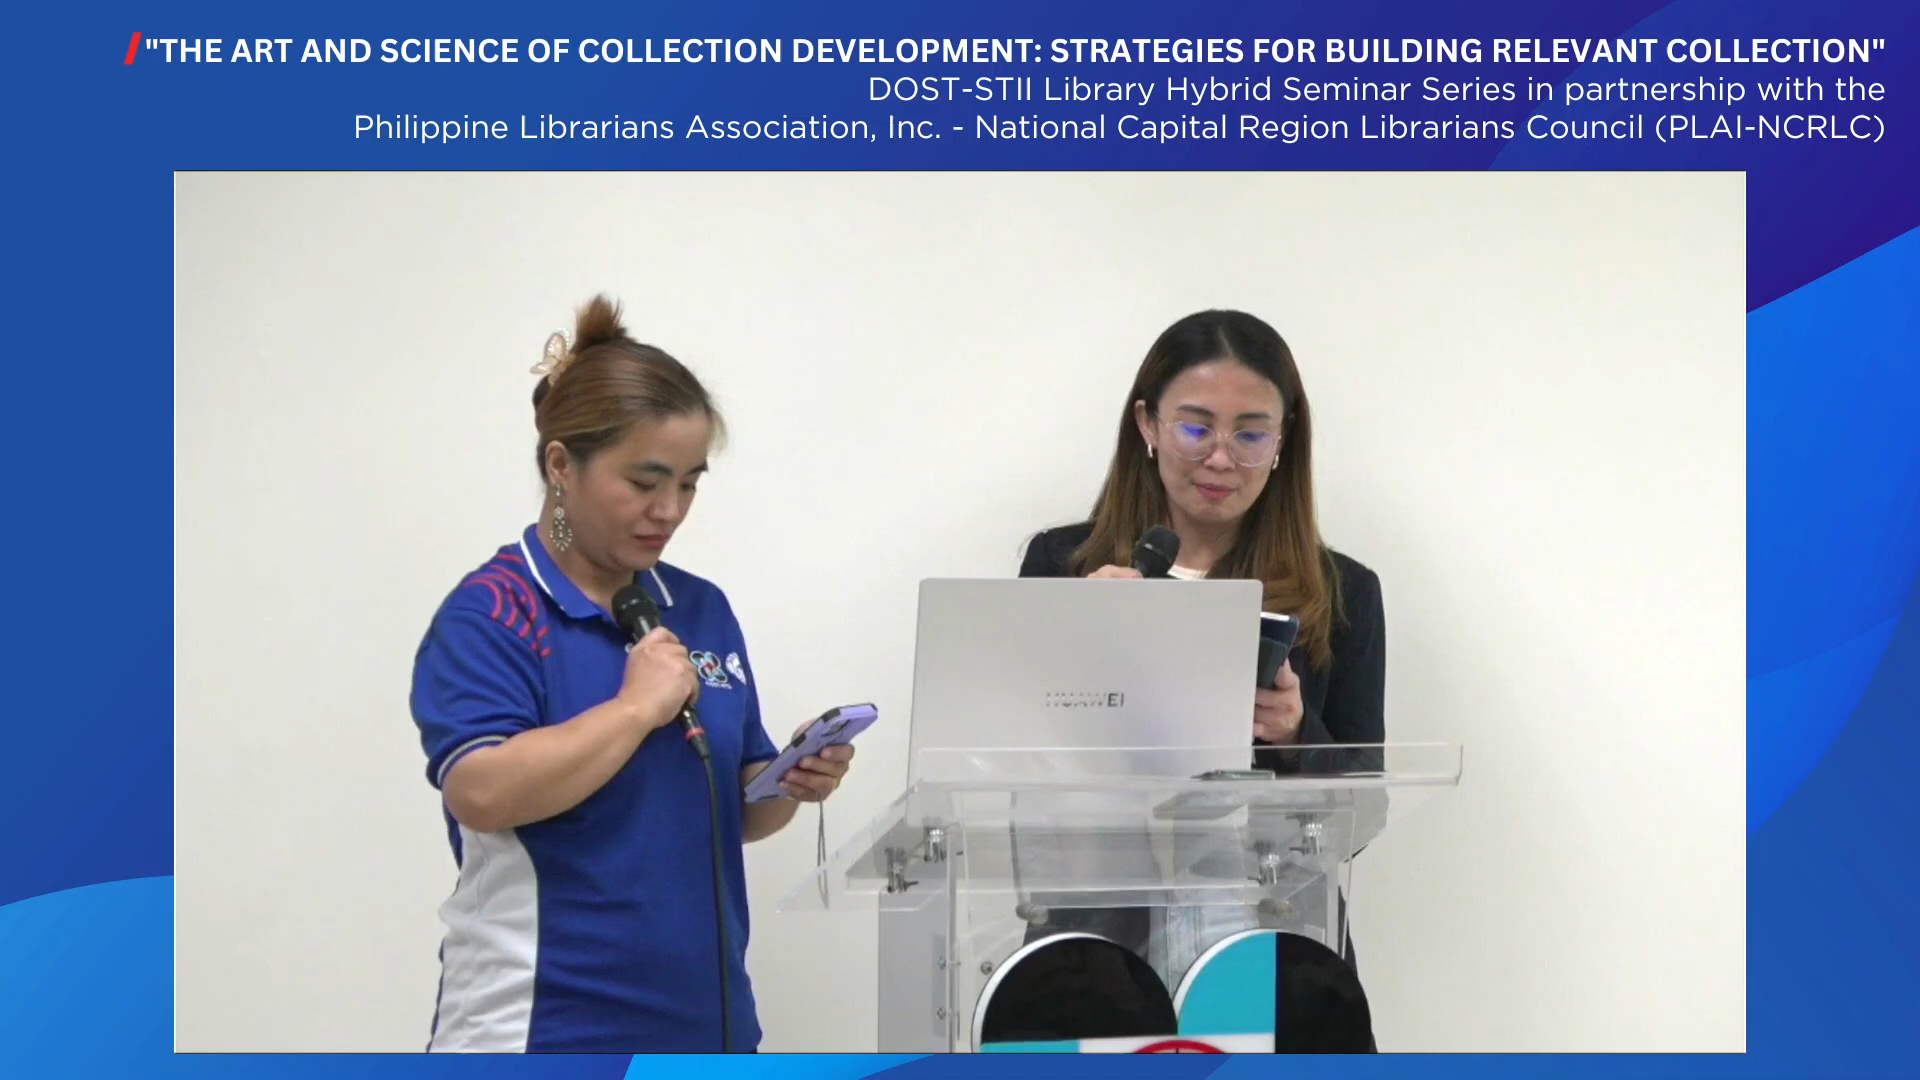 "THE ART AND SCIENCE OF COLLECTION DEVELOPMENT: STRATEGIES FOR BUILDING RELEVANT COLLECTION"
DOST-STII Library Hybrid Seminar Series in partnership with the
Philippine Librarians Association, Inc. - National Capital Region Librarians Council (PLAI-NCRLC)
HUAWEI